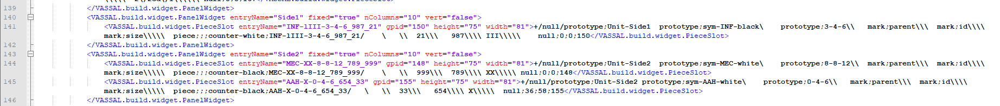 139 </VASSAL.build.widget.PanelWidget>
140 <VASSAL.build.widget.PanelWidget entryName="Side1" fixed="true" nColumns="10" vert="false">
141 <VASSAL.build.widget.PieceSlot entryName="INF-lIII-3-4-6_987_21" gpid="150" height="75" width="81">+/null/prototype;Unit-Side1 prototype;sym-INF-black\ prototype;3-4-6\\ mark;parent\\\ mark;id\\\\
mark;size\\\\\ piece;;;counter-white;INF-lIII-3-4-6_987_21/ \ \\ 21\\\ 987\\\\ III\\\\\ null;0;0;150</VASSAL.build.widget.PieceSlot>
142 </VASSAL.build.widget.PanelWidget>
143 <VASSAL.build.widget.PanelWidget entryName="Side2" fixed="true" nColumns="10" vert="false">
144 <VASSAL.build.widget.PieceSlot entryName="MEC-XX-8-8-12_789_999" gpid="148" height="75" width="81">+/null/prototype;Unit-Side2 prototype;sym-MEC-white\ prototype;8-8-12\\ mark;parent\\\ mark;id\\\\
mark;size\\\\\ piece;;;counter-black;MEC-XX-8-8-12_789_999/ \ \\ 999\\\ 789\\\\ XX\\\\\ null;0;0;148</VASSAL.build.widget.PieceSlot>
145 <VASSAL.build.widget.PieceSlot entryName="AAH-X-0-4-6_654_33" gpid="155" height="75" width="81">+/null/prototype;Unit-Side2 prototype;sym-AAH-white\ prototype;0-4-6\\ mark;parent\\\ mark;id\\\\
mark;size\\\\\ piece;;;counter-black;AAH-X-0-4-6_654_33/ \ \\ 33\\\ 654\\\\ X\\\\\ null;36;58;155</VASSAL.build.widget.PieceSlot>
146 </VASSAL.build.widget.PanelWidget>